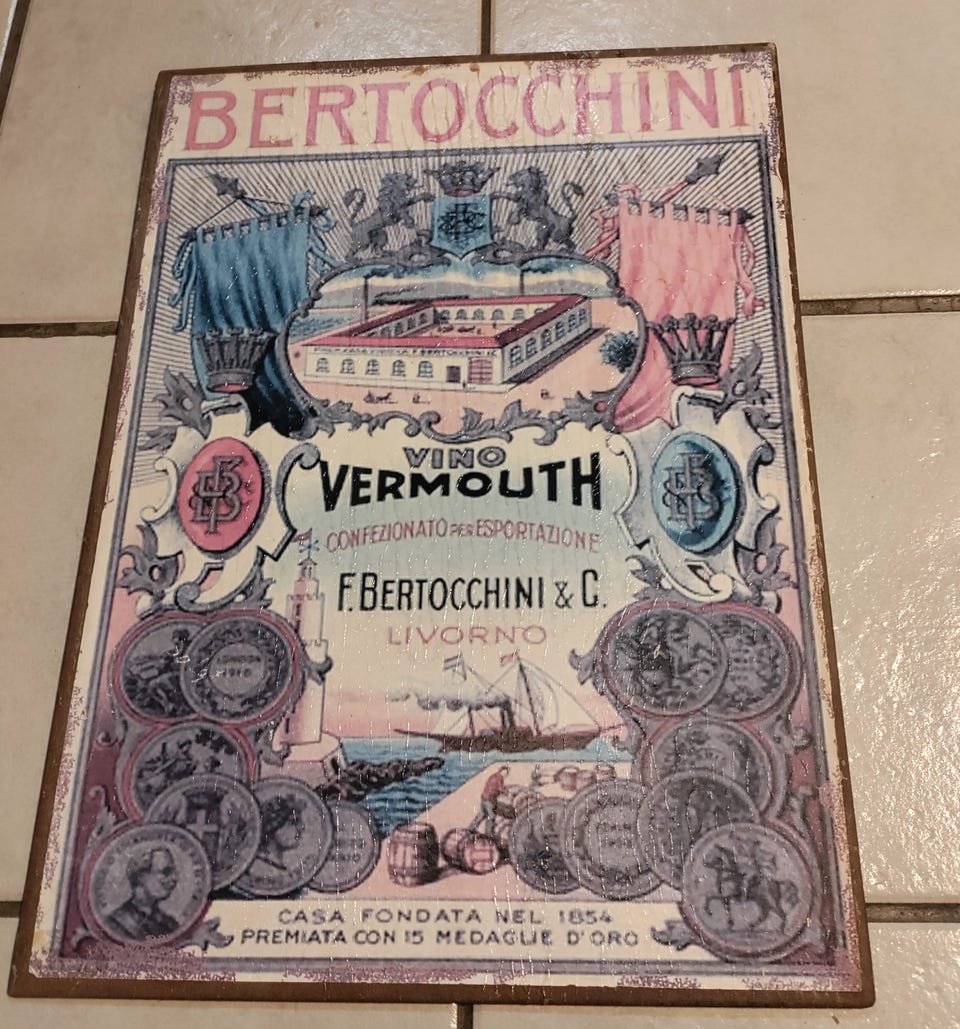 BERTOCCHINI
VINO
VERMOUTH
CONFEZIONATO PER ESPORTAZIONE
F. BERTOCCHINI & C.
LIVORNO
CASA FONDATA NEL 1854
PREMIATA CON 15 MEDAGLIE D'ORO